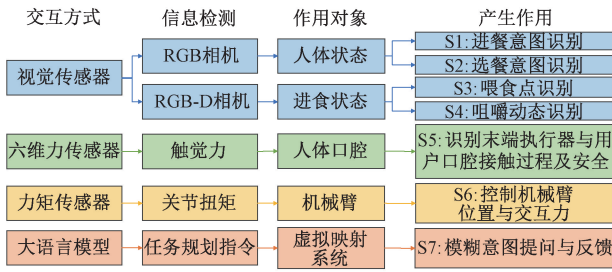 交互方式 信息检测 作用对象 产生作用
视觉传感器
RGB相机 人体状态
S1:进餐意图识别
S2:选餐意图识别
RGB-D相机 进食状态
S3:喂食点识别
S4:咀嚼动态识别
六维力传感器 触觉力 人体口腔
S5:识别末端执行器与用
户口腔接触过程及安全
力矩传感器 关节扭矩 机械臂
S6:控制机械臂
位置与交互力
大语言模型 任务规划指令
虚拟映射
系统
S7:模糊意图提问与反馈